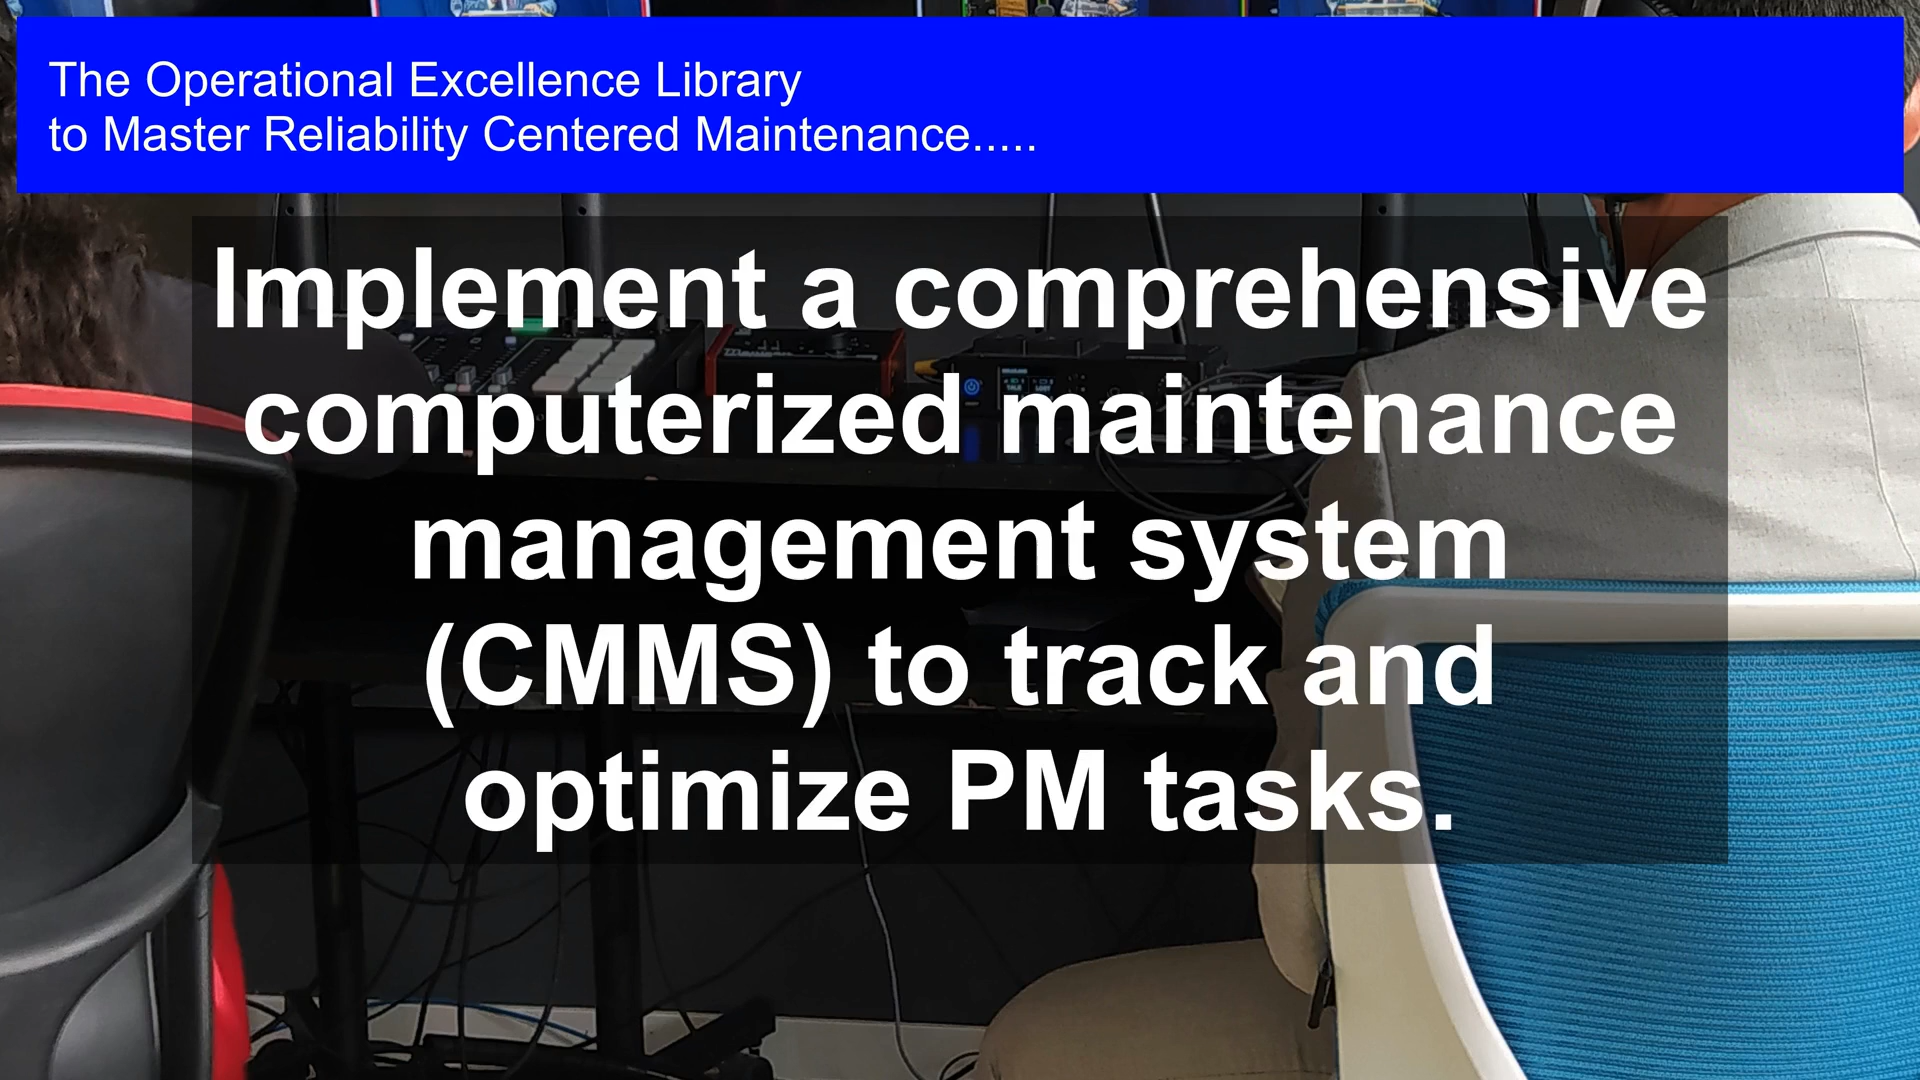 The Operational Excellence Library
to Master Reliability Centered Maintenance.....
Implement a comprehensive
computerized maintenance
management system
(CMMS) to track and
optimize PM tasks.